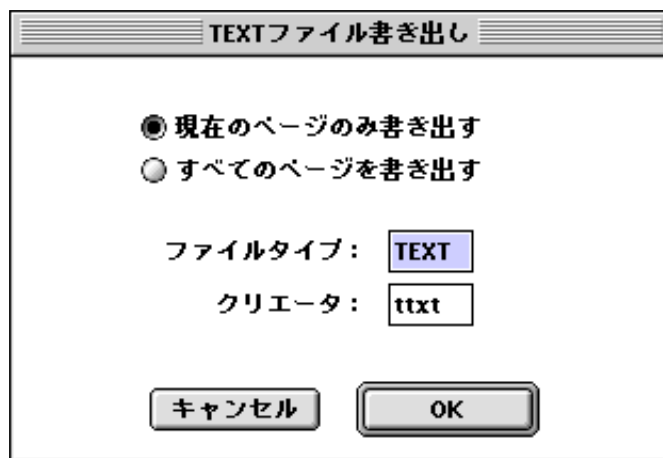 TEXTファイル書き出し
現在のページのみ書き出す
すべてのページを書き出す
ファイルタイプ： TEXT
クリエータ： ttxt
キャンセル OK